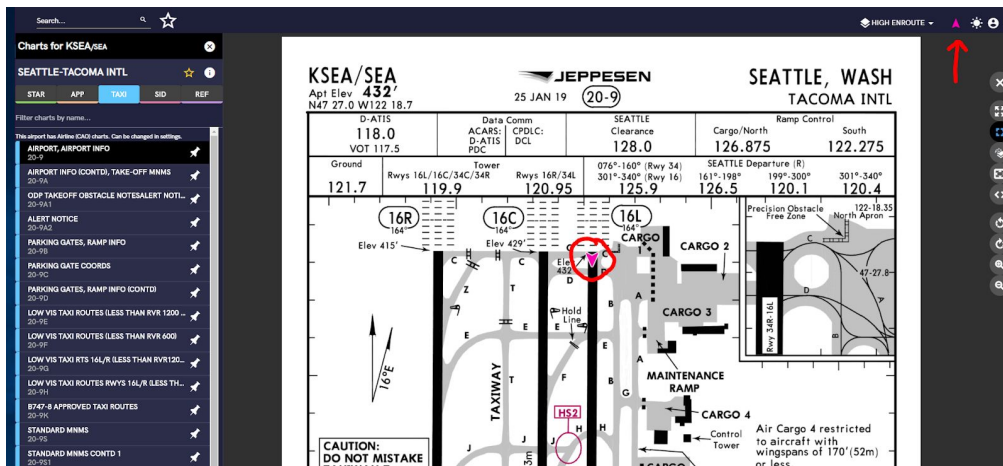 Search...
HIGH ENROUTE
Charts for KSEA/SEA
SEATTLE-TACOMA INTL
STAR APP TAXI SID REF
Filter charts by name...
This airport has Airline (CAO) charts. Can be changed in settings.
AIRPORT, AIRPORT INFO
20-9
AIRPORT INFO (CONTD), TAKE-OFF MNMS
20-9A
ODP TAKEOFF OBSTACLE NOTESALERT NOTI...
20-9A1
ALERT NOTICE
20-9A2
PARKING GATES, RAMP INFO
20-9B
PARKING GATE COORDS
20-9C
PARKING GATES, RAMP INFO (CONTD)
20-9D
LOW VIS TAXI ROUTES (LESS THAN RVR 1200 ...
20-9E
LOW VIS TAXI ROUTES (LESS THAN RVR 600)
20-9F
LOW VIS TAXI RTS 16L/R (LESS THAN RVR120...
20-9G
LOW VIS TAXI ROUTES RWYS 16L/R (LESS TH...
20-9H
B747-8 APPROVED TAXI ROUTES
20-9K
STANDARD MNMS
20-9S
STANDARD MNMS CONTD 1
20-9S1
KSEA/SEA
Apt Elev 432'
N47 27.0 W122 18.7
JEPPESEN
25 JAN 19 20-9
SEATTLE, WASH
TACOMA INTL
D-ATIS
118.0
VOT 117.5
Data Comm
ACARS: CPDLC:
D-ATIS DCL
PDC
SEATTLE
Clearance
128.0
Ramp Control
Cargo/North South
126.875 122.275
Ground
121.7
Tower
Rwys 16L/16C/34C/34R Rwys 16R/34L
119.9 120.95
SEATTLE Departure (R)
076°-160° (Rwy 34)
301°-340° (Rwy 16) 161°-198° 199°-300° 301°-340°
125.9 126.5 120.1 120.4
16R 16C 16L
164° 164° 164°
Elev 415' Elev 429'
Elev
432'
CARGO
1
CARGO 2
C C C C
D
Z T B A
Hold
Line
E E E E
CARGO 3
T F B
G
MAINTENANCE
RAMP
16°E
TAXIWAY
HS2
CARGO 4
H H
Control
Tower
J J J
Air Cargo 4 restricted
to aircraft with
wingspans of 170'(52m)
or less
CAUTION:
DO NOT MISTAKE
Precision Obstacle
Free Zone
122-18.35
North Apron
C
47-27.8
D
A
B
Rwy 34R-16L